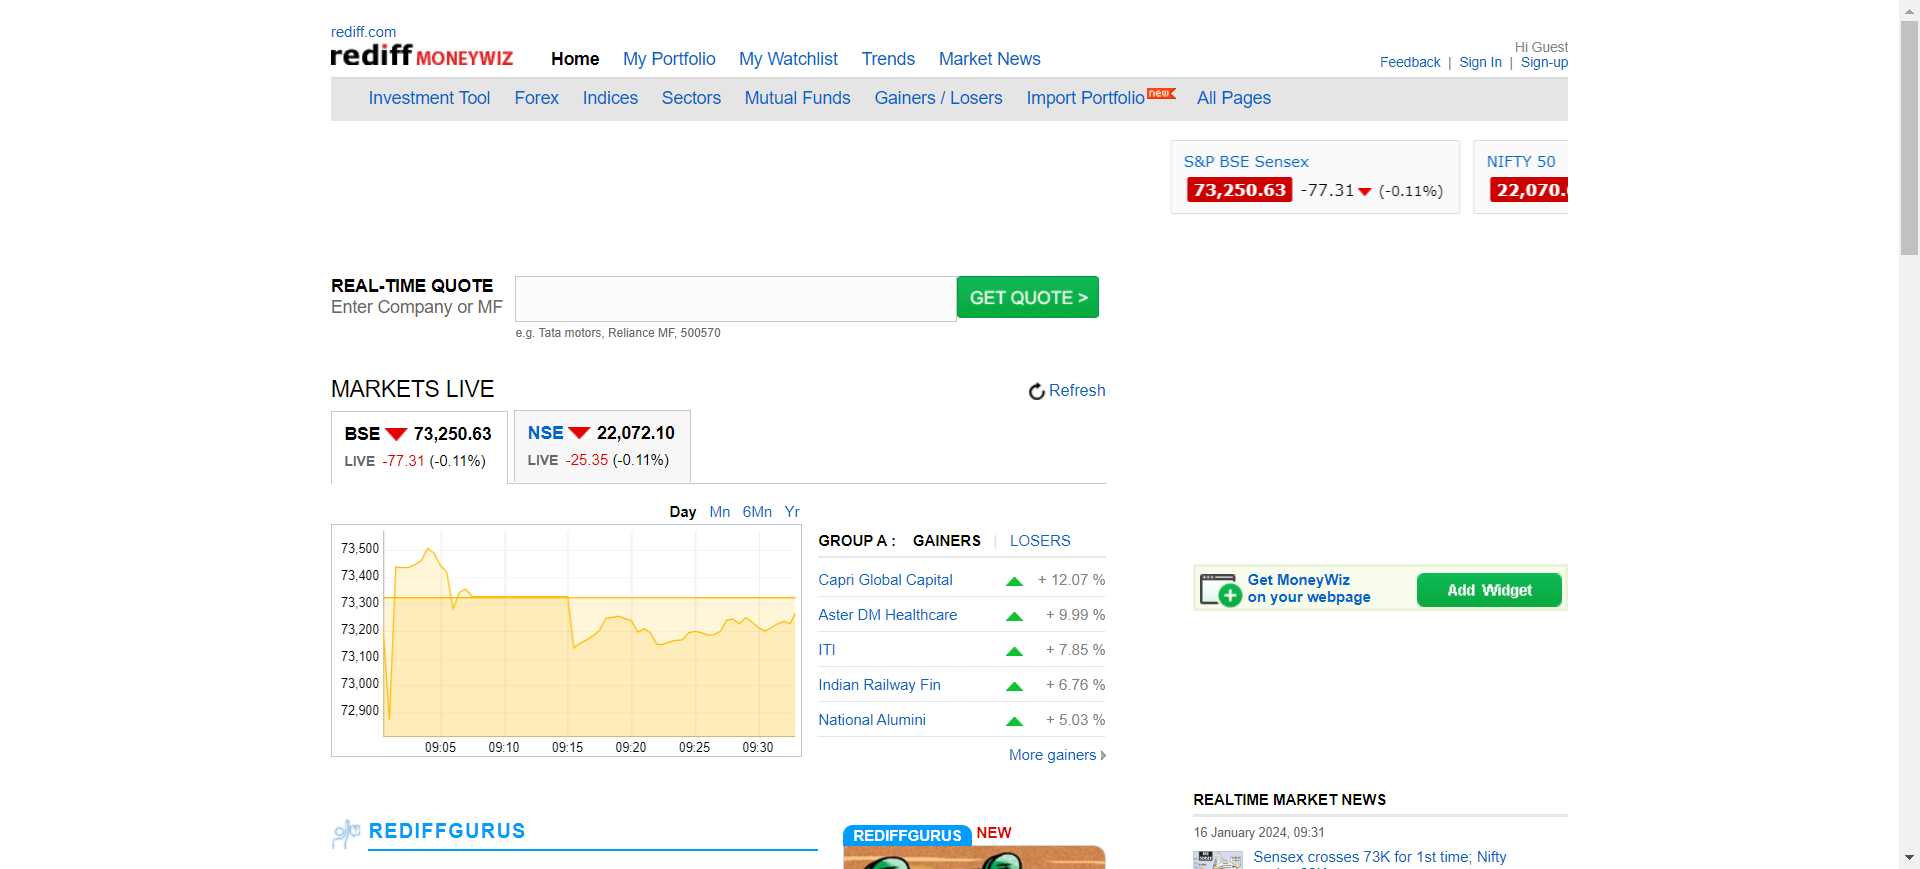 rediff.com
rediff MONEYWIZ
Home My Portfolio My Watchlist Trends Market News
Hi Guest
Feedback | Sign In | Sign-up
Investment Tool Forex Indices Sectors Mutual Funds Gainers / Losers Import Portfolio new All Pages
S&P BSE Sensex
73,250.63 -77.31 (-0.11%)
NIFTY 50
22,070.
REAL-TIME QUOTE
Enter Company or MF
GET QUOTE >
e.g. Tata motors, Reliance MF, 500570
MARKETS LIVE
Refresh
BSE 73,250.63
LIVE -77.31 (-0.11%)
NSE 22,072.10
LIVE -25.35 (-0.11%)
Day Mn 6Mn Yr
73,500
73,400
73,300
73,200
73,100
73,000
72,900
09:05 09:10 09:15 09:20 09:25 09:30
GROUP A : GAINERS | LOSERS
Capri Global Capital + 12.07 %
Aster DM Healthcare + 9.99 %
ITI + 7.85 %
Indian Railway Fin + 6.76 %
National Alumini + 5.03 %
More gainers
Get MoneyWiz
on your webpage
Add Widget
REDIFFGURUS
REDIFFGURUS NEW
REALTIME MARKET NEWS
16 January 2024, 09:31
Sensex crosses 73K for 1st time; Nifty